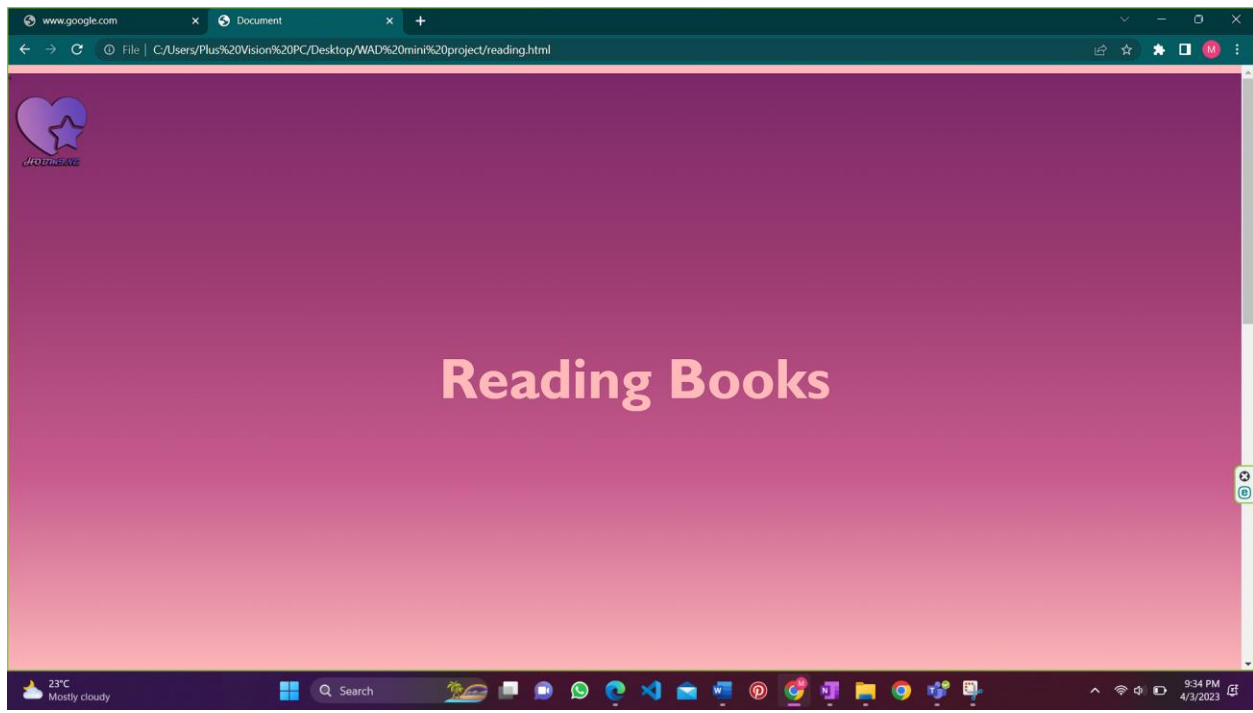 www.google.com
Document
File | C:/Users/Plus%20Vision%20PC/Desktop/WAD%20mini%20project/reading.html
M
Reading Books
23°C
Mostly cloudy
Search
9:34 PM
4/3/2023